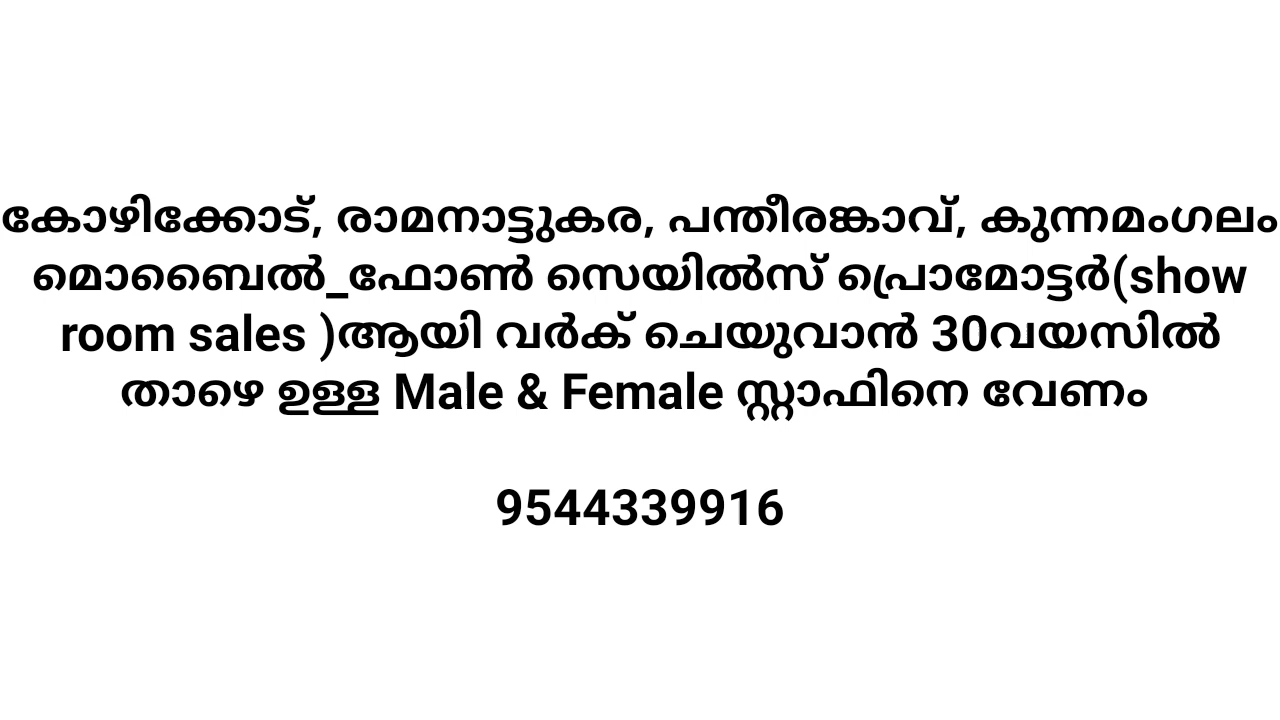 കോഴിക്കോട്, രാമനാട്ടുകര, പന്തീരങ്കാവ്, കുന്നമംഗലം
മൊബൈൽ_ഫോൺ സെയിൽസ് പ്രൊമോട്ടർ(show
room sales )ആയി വർക് ചെയുവാൻ 30വയസിൽ
താഴെ ഉള്ള Male & Female സ്റ്റാഫിനെ വേണം
9544339916